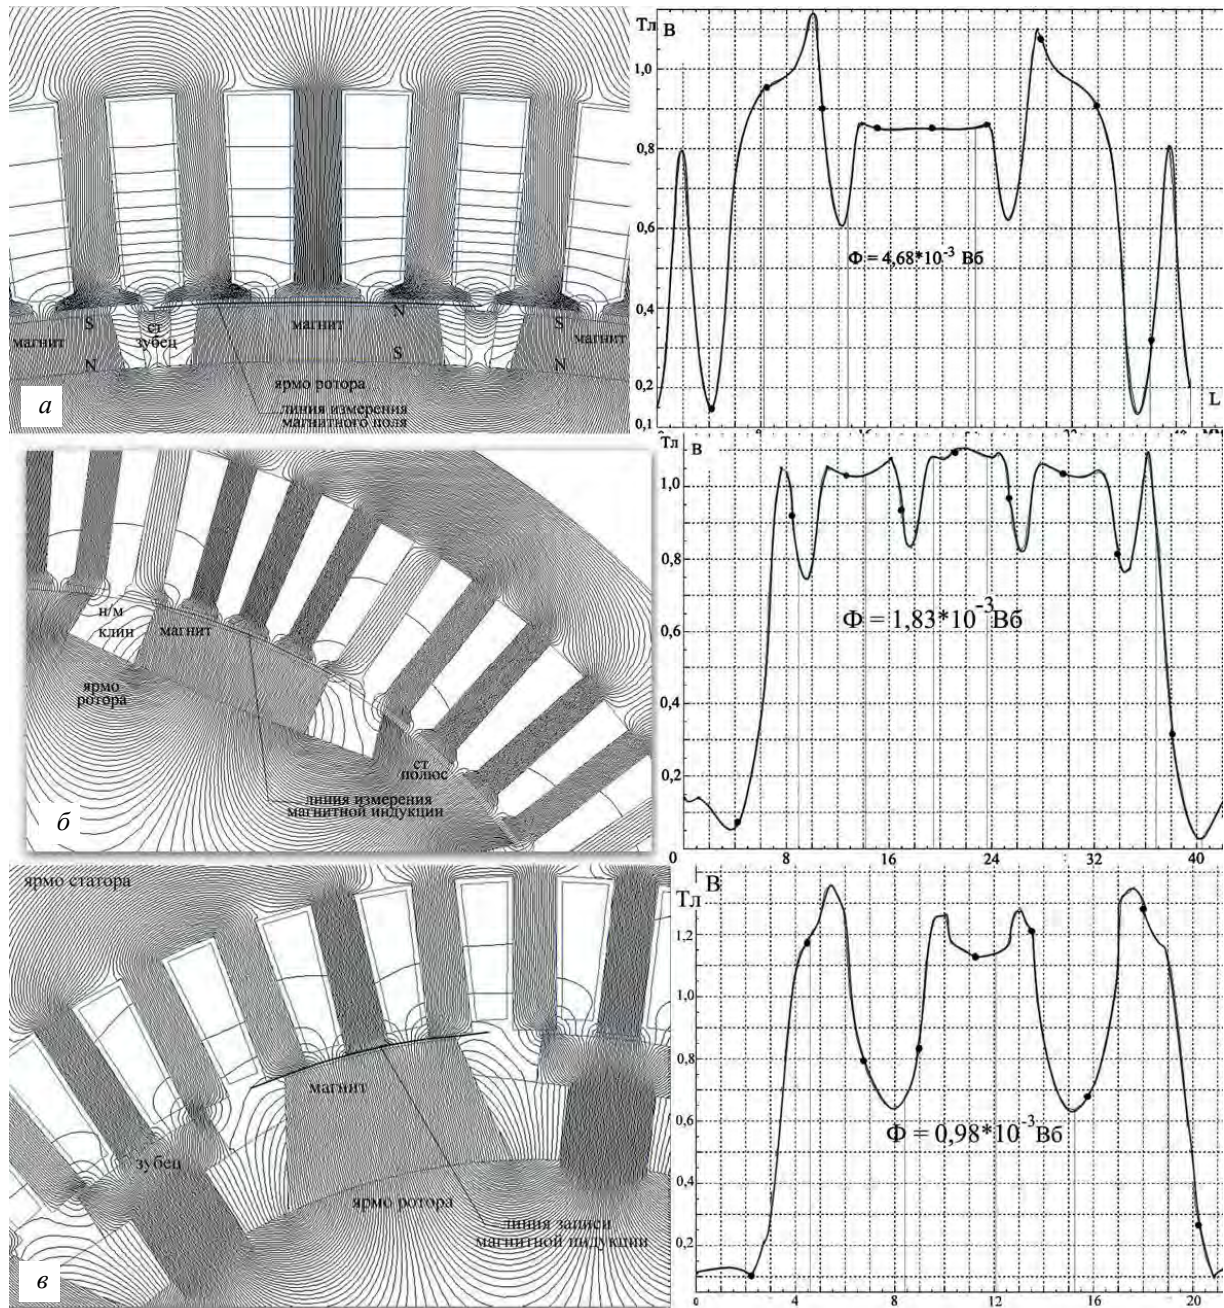 Тл B
1,0
0,8
0,6
0,4
0,2
0,1
Φ = 4,68*10⁻³ Вб
L
S
N
магнит
ст
зубец
магнит
N
S
S
N
магнит
ярмо ротора
линия измерения
магнитного поля
а
Тл B
1,0
0,8
0,6
0,4
0,2
0 8 16 24 32 40
Φ = 1,83*10⁻³Вб
н/м
клин
магнит
ярмо
ротора
ст
полюс
линия измерения
магнитной индукции
б
Тл B
1,2
1,0
0,8
0,6
0,4
0,2
0 4 8 12 16 20
Φ = 0,98*10⁻³Вб
ярмо статора
магнит
зубец
ярмо ротора
линия записи
магнитной индукции
в